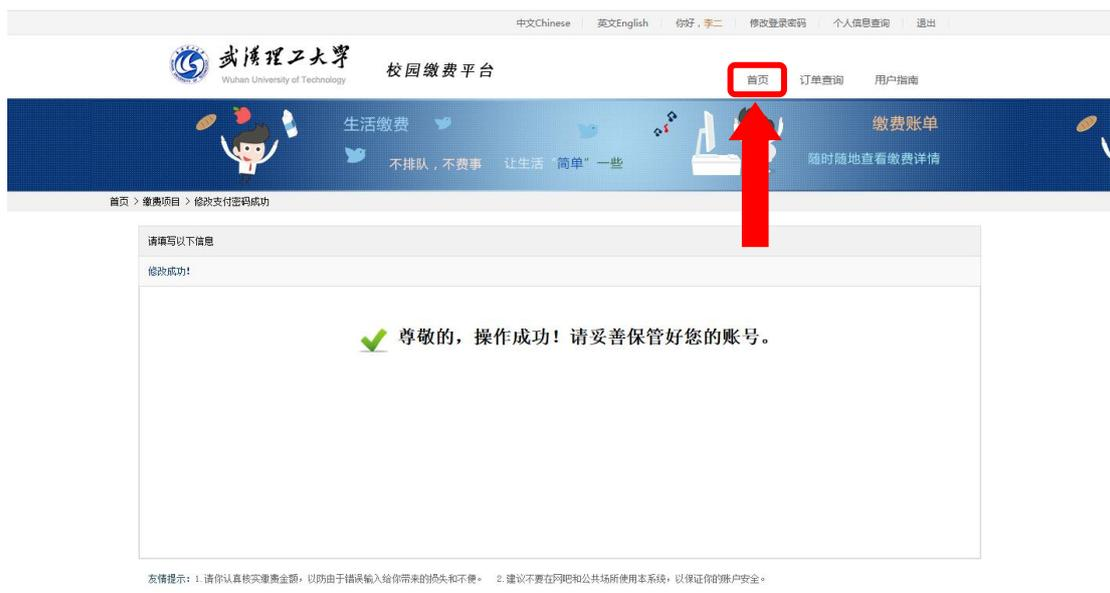 中文Chinese 英文English 你好，李二 修改登录密码 个人信息查询 退出
武汉理工大学
Wuhan University of Technology
校园缴费平台
首页 订单查询 用户指南
生活缴费
不排队，不费事 让生活“简单”一些
缴费账单
随时随地查看缴费详情
首页 > 缴费项目 > 修改支付密码成功
请填写以下信息
修改成功！
尊敬的，操作成功！请妥善保管好您的账号。
友情提示：1.请你认真核实缴费金额，以防由于错误输入给你带来的损失和不便。 2.建议不要在网吧和公共场所使用本系统，以保证你的账户安全。